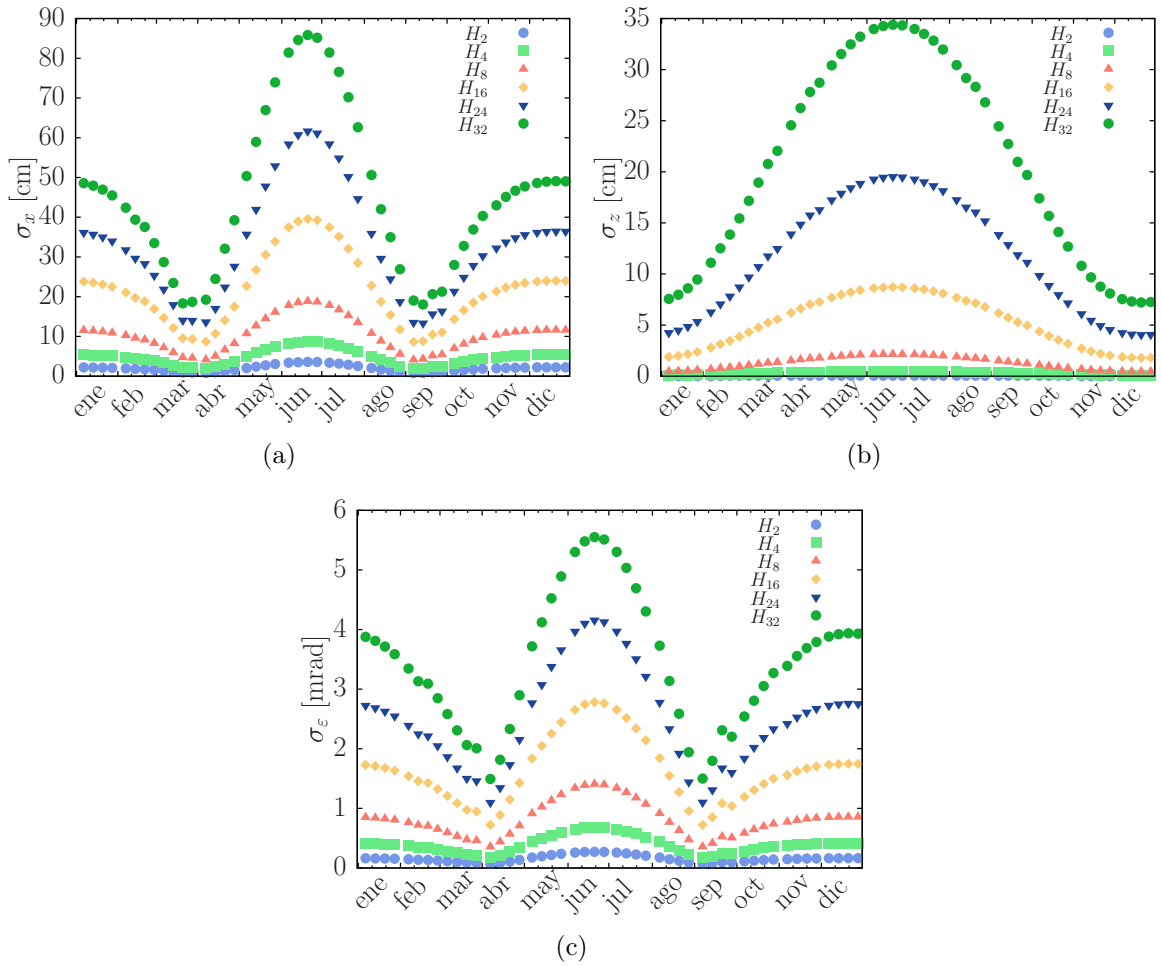 90
80
70
60
50
40
30
20
10
0
σx [cm]
H2
H4
H8
H16
H24
H32
ene feb mar abr may jun jul ago sep oct nov dic
(a)
35
30
25
20
15
10
5
0
σz [cm]
H2
H4
H8
H16
H24
H32
ene feb mar abr may jun jul ago sep oct nov dic
(b)
6
5
4
3
2
1
0
σε [mrad]
H2
H4
H8
H16
H24
H32
ene feb mar abr may jun jul ago sep oct nov dic
(c)